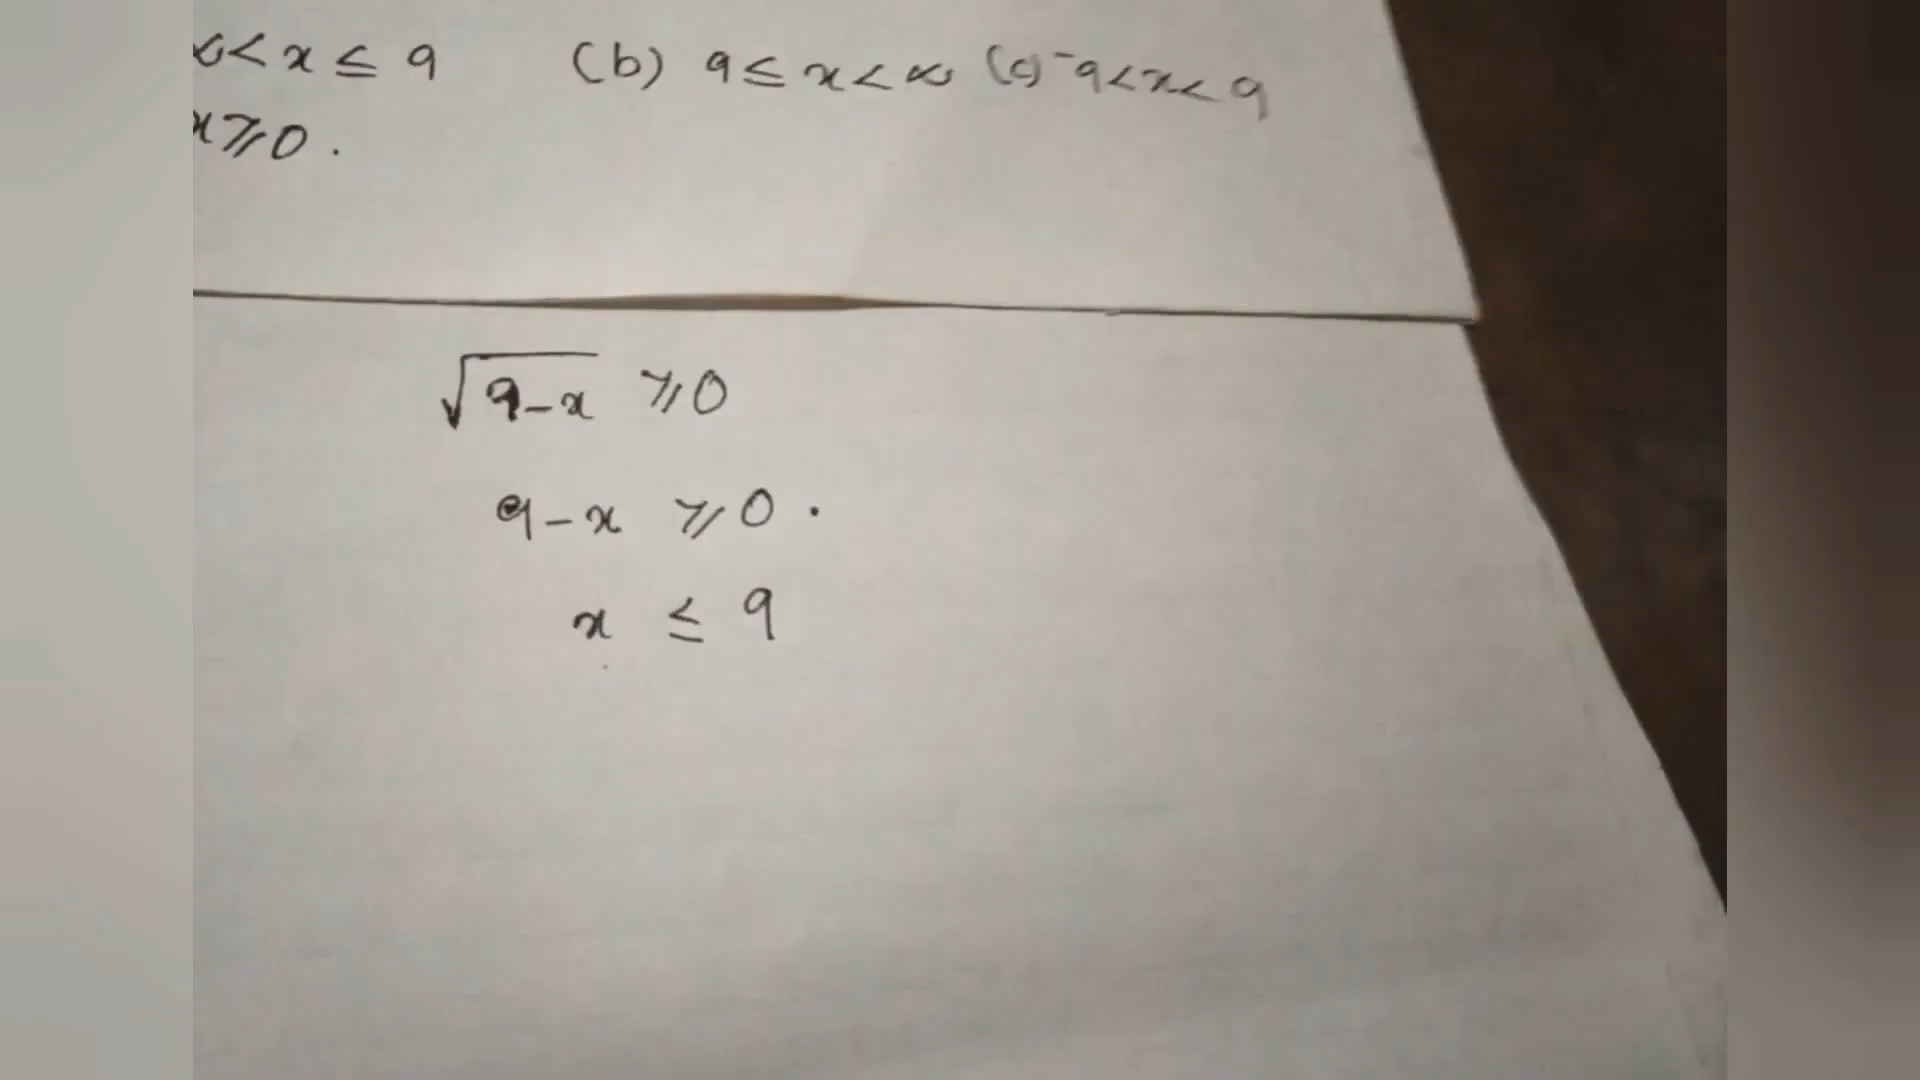 ∞ < x ≤ 9 (b) 9 ≤ x < ∞ (c) -9 < x < 9
x ≥ 0 .
√(9-x) ≥ 0
9 - x ≥ 0 .
x ≤ 9